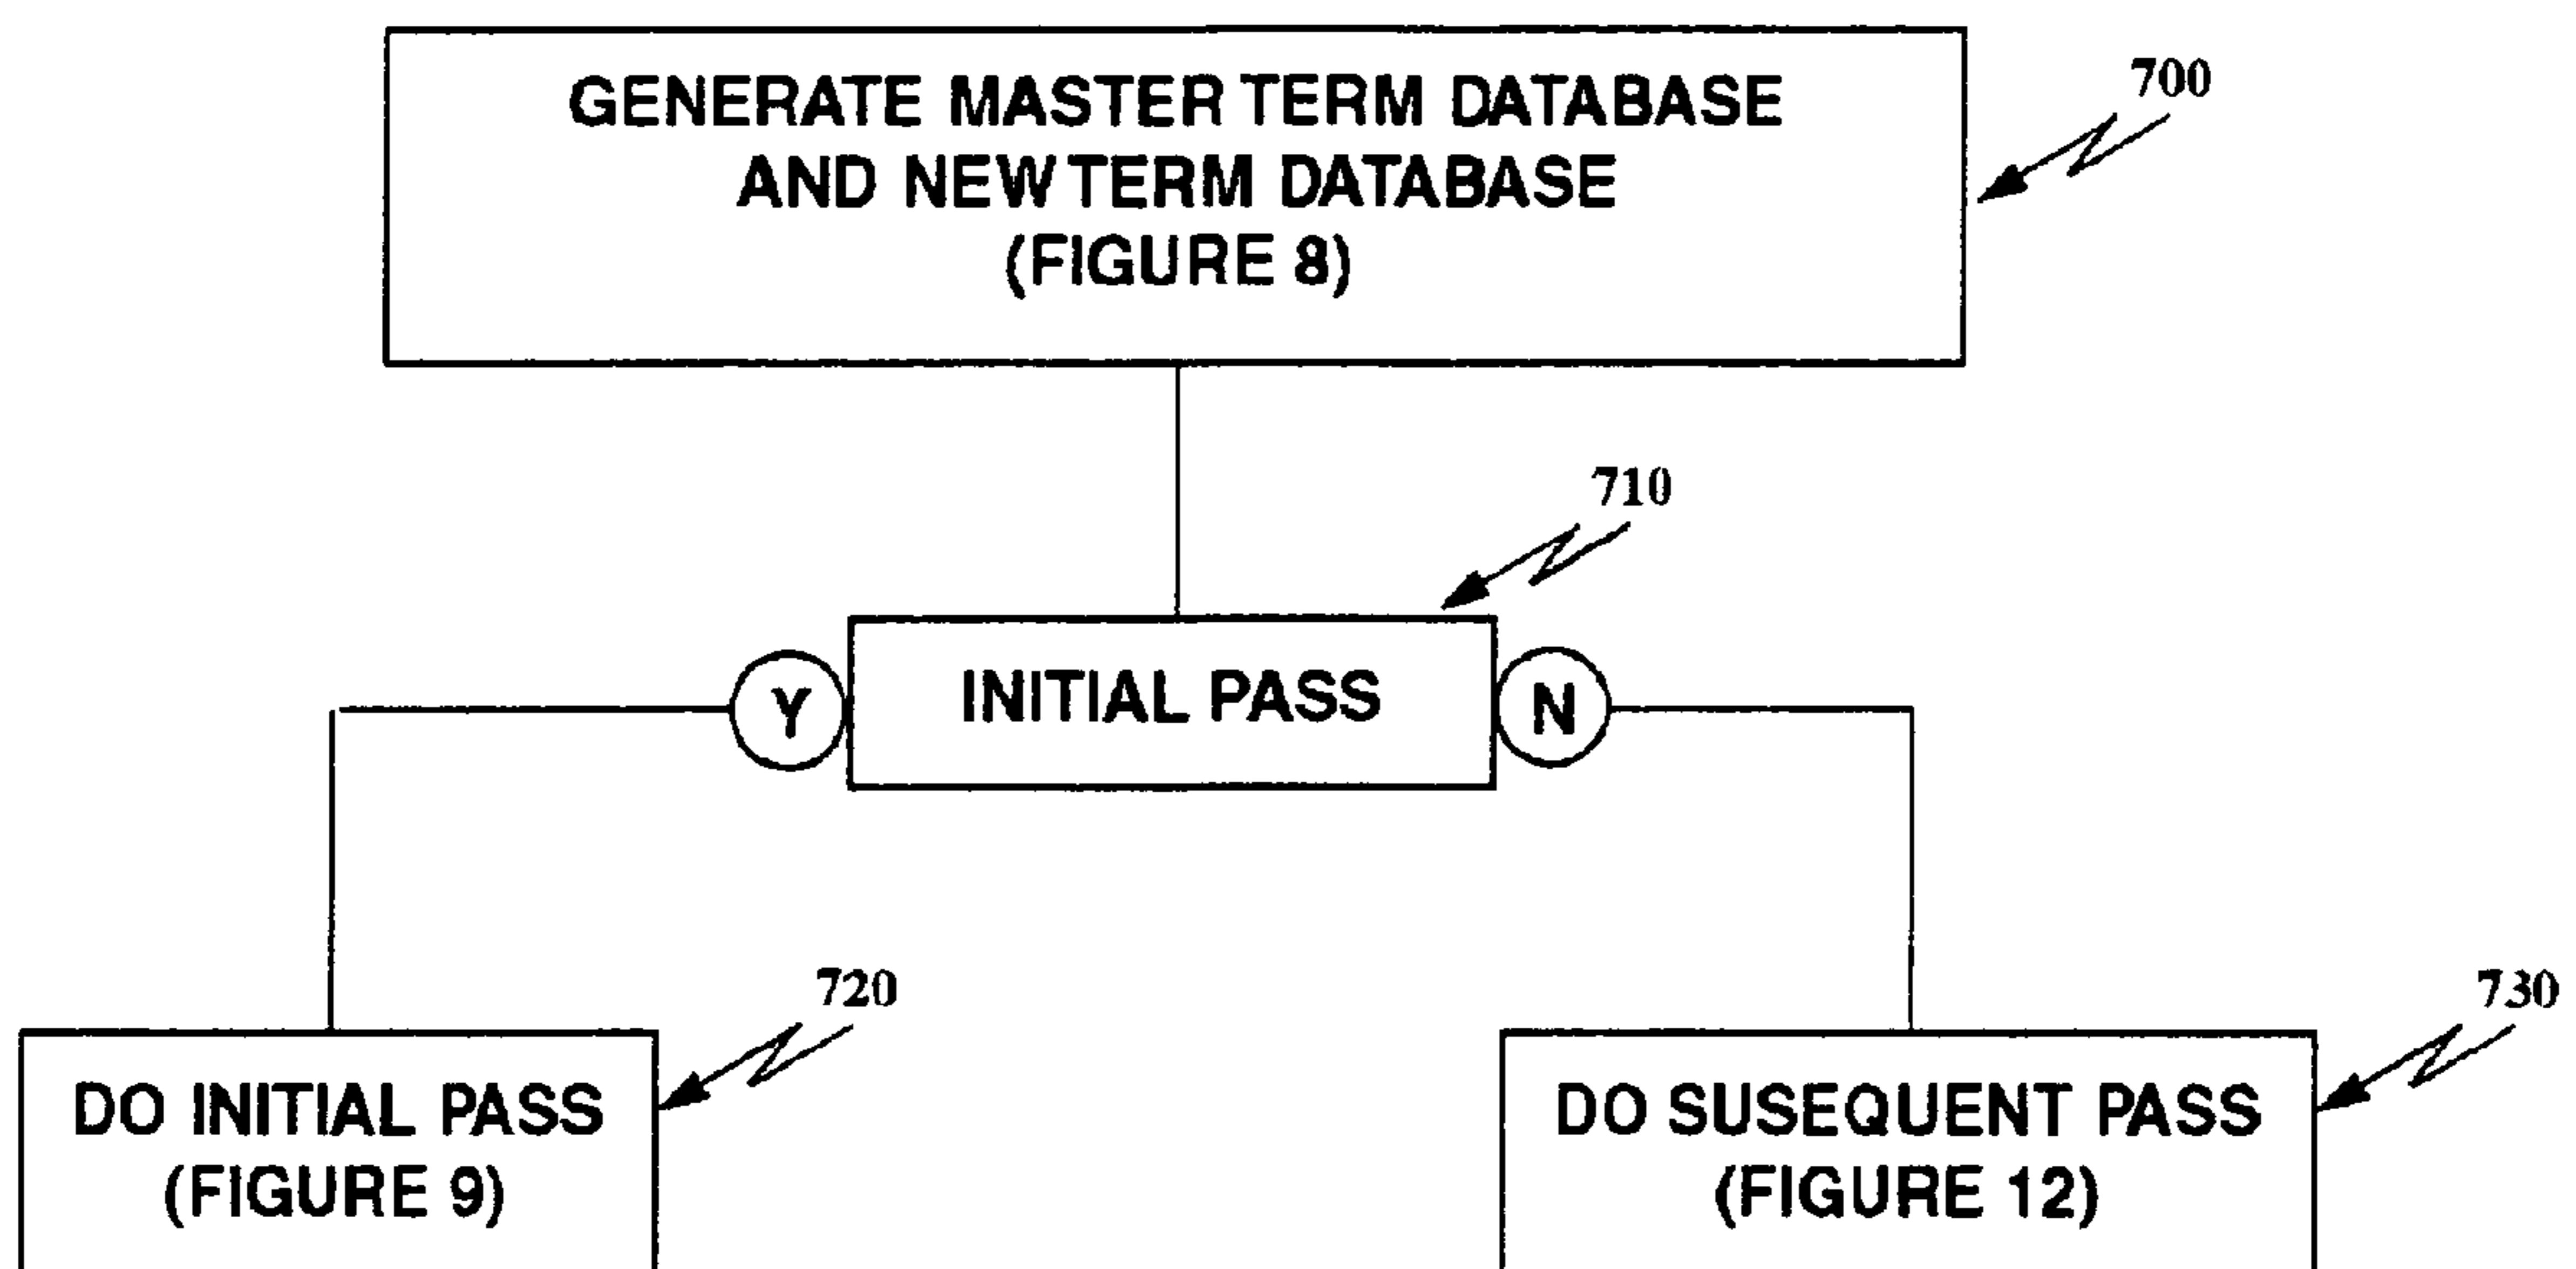 GENERATE MASTER TERM DATABASE
AND NEW TERM DATABASE
(FIGURE 8)
700
710
Y
INITIAL PASS
N
720
730
DO INITIAL PASS
(FIGURE 9)
DO SUSEQUENT PASS
(FIGURE 12)